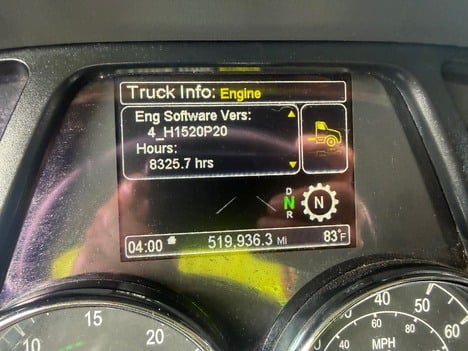 Truck Info: Engine
Eng Software Vers:
4_H1520P20
Hours:
8325.7 hrs
D
N
R
N
04:00 519,936.3 MI 83°F
10 15 20
40 50 60
60 80 100
MPH